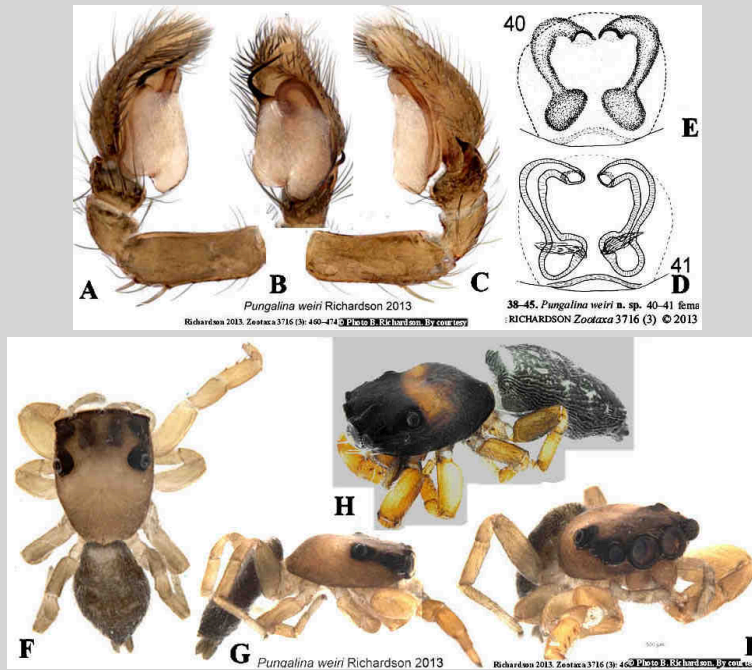 40
E
41
D
38–45. Pungalina weiri n. sp. 40–41 fema
RICHARDSON Zootaxa 3716 (3) © 2013
A
B
C
Pungalina weiri Richardson 2013
Richardson 2013. Zootaxa 3716 (3): 460–474 © Photo B. Richardson. By courtesy
H
F
G
Pungalina weiri Richardson 2013
500 µm
Richardson 2013. Zootaxa 3716 (3): © Photo B. Richardson. By